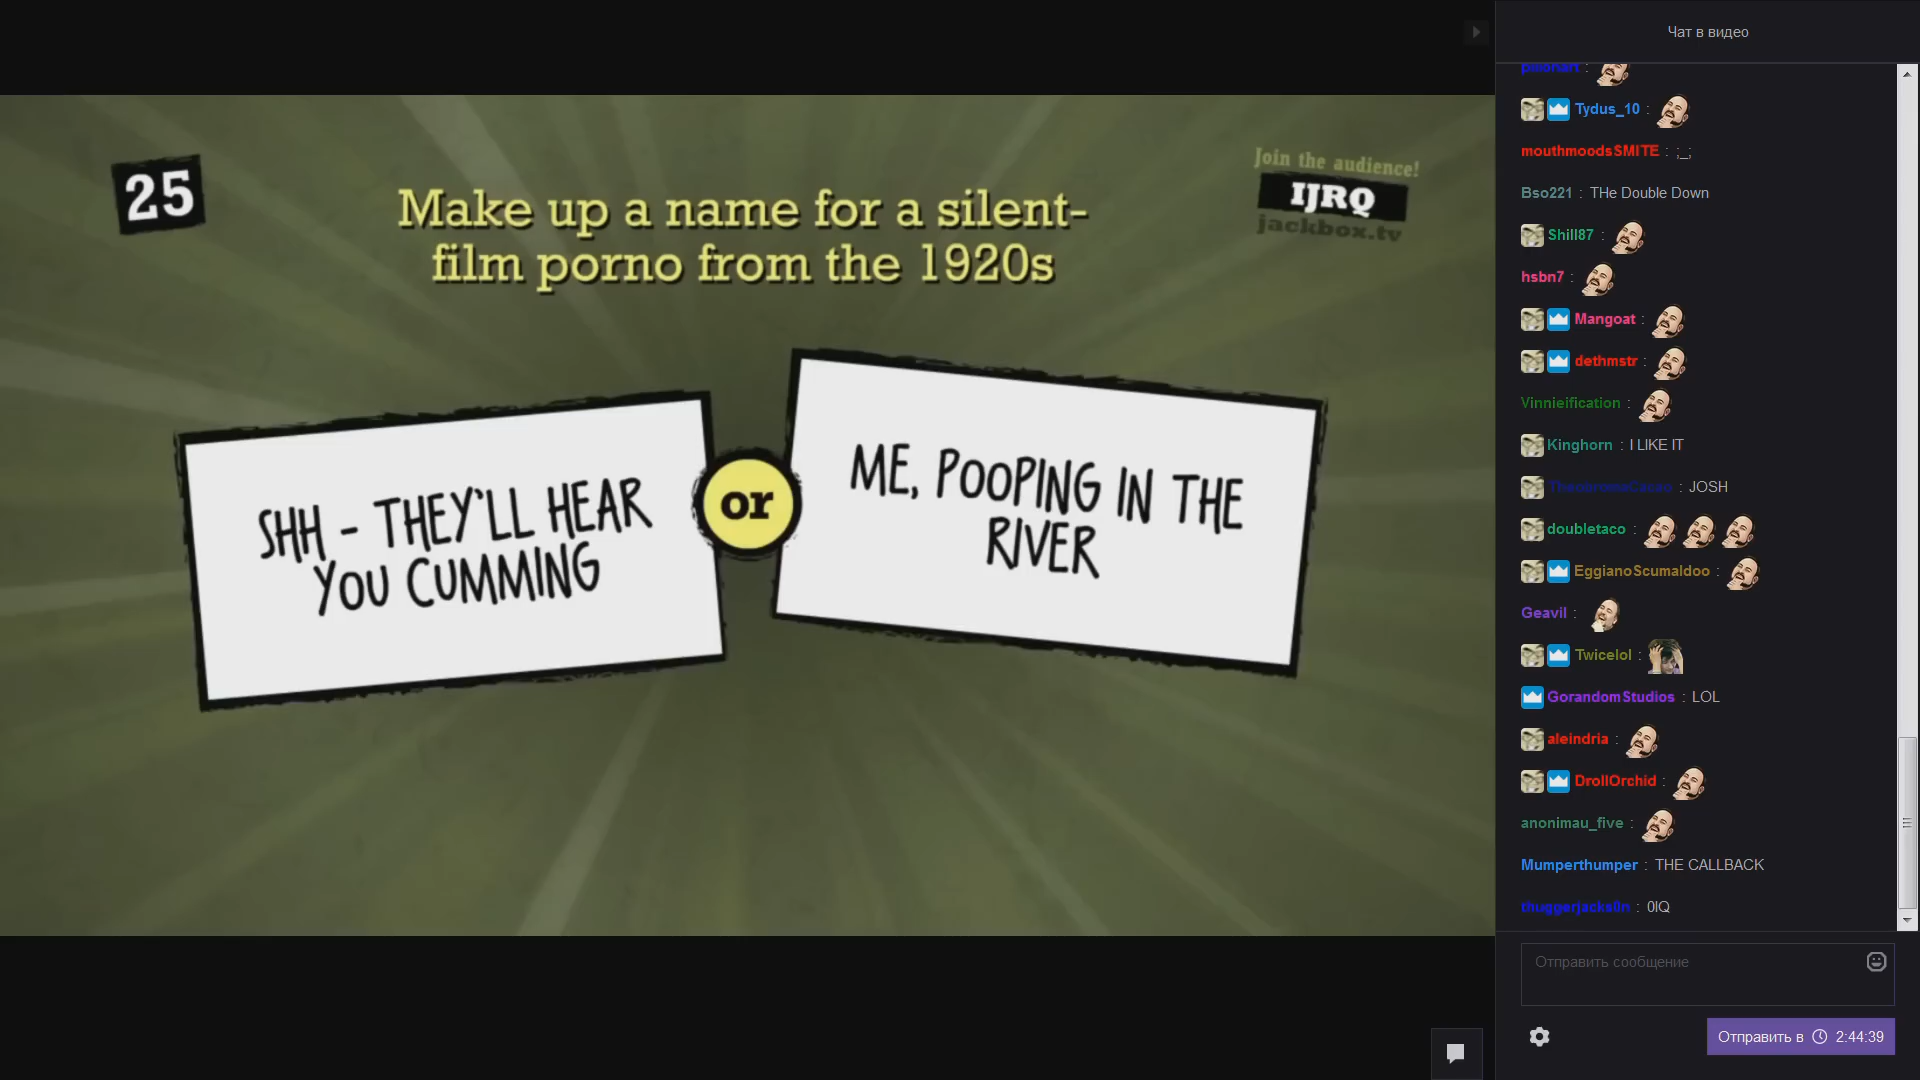 Чат в видео
25
Make up a name for a silent-
film porno from the 1920s
Join the audience!
IJRQ
jackbox.tv
SHH - THEY'LL HEAR
YOU CUMMING
or
ME, POOPING IN THE
RIVER
Tydus_10 :
mouthmoodsSMITE : ;_;
Bso221 : THe Double Down
Shill87 :
hsbn7 :
Mangoat :
dethmstr :
Vinnieification :
Kinghorn : I LIKE IT
: JOSH
doubletaco :
EggianoScumaldoo :
Geavil :
Twicelol :
GorandomStudios : LOL
aleindria :
DrollOrchid :
anonimau_five :
Mumperthumper : THE CALLBACK
: 0IQ
Отправить сообщение
Отправить в 2:44:39